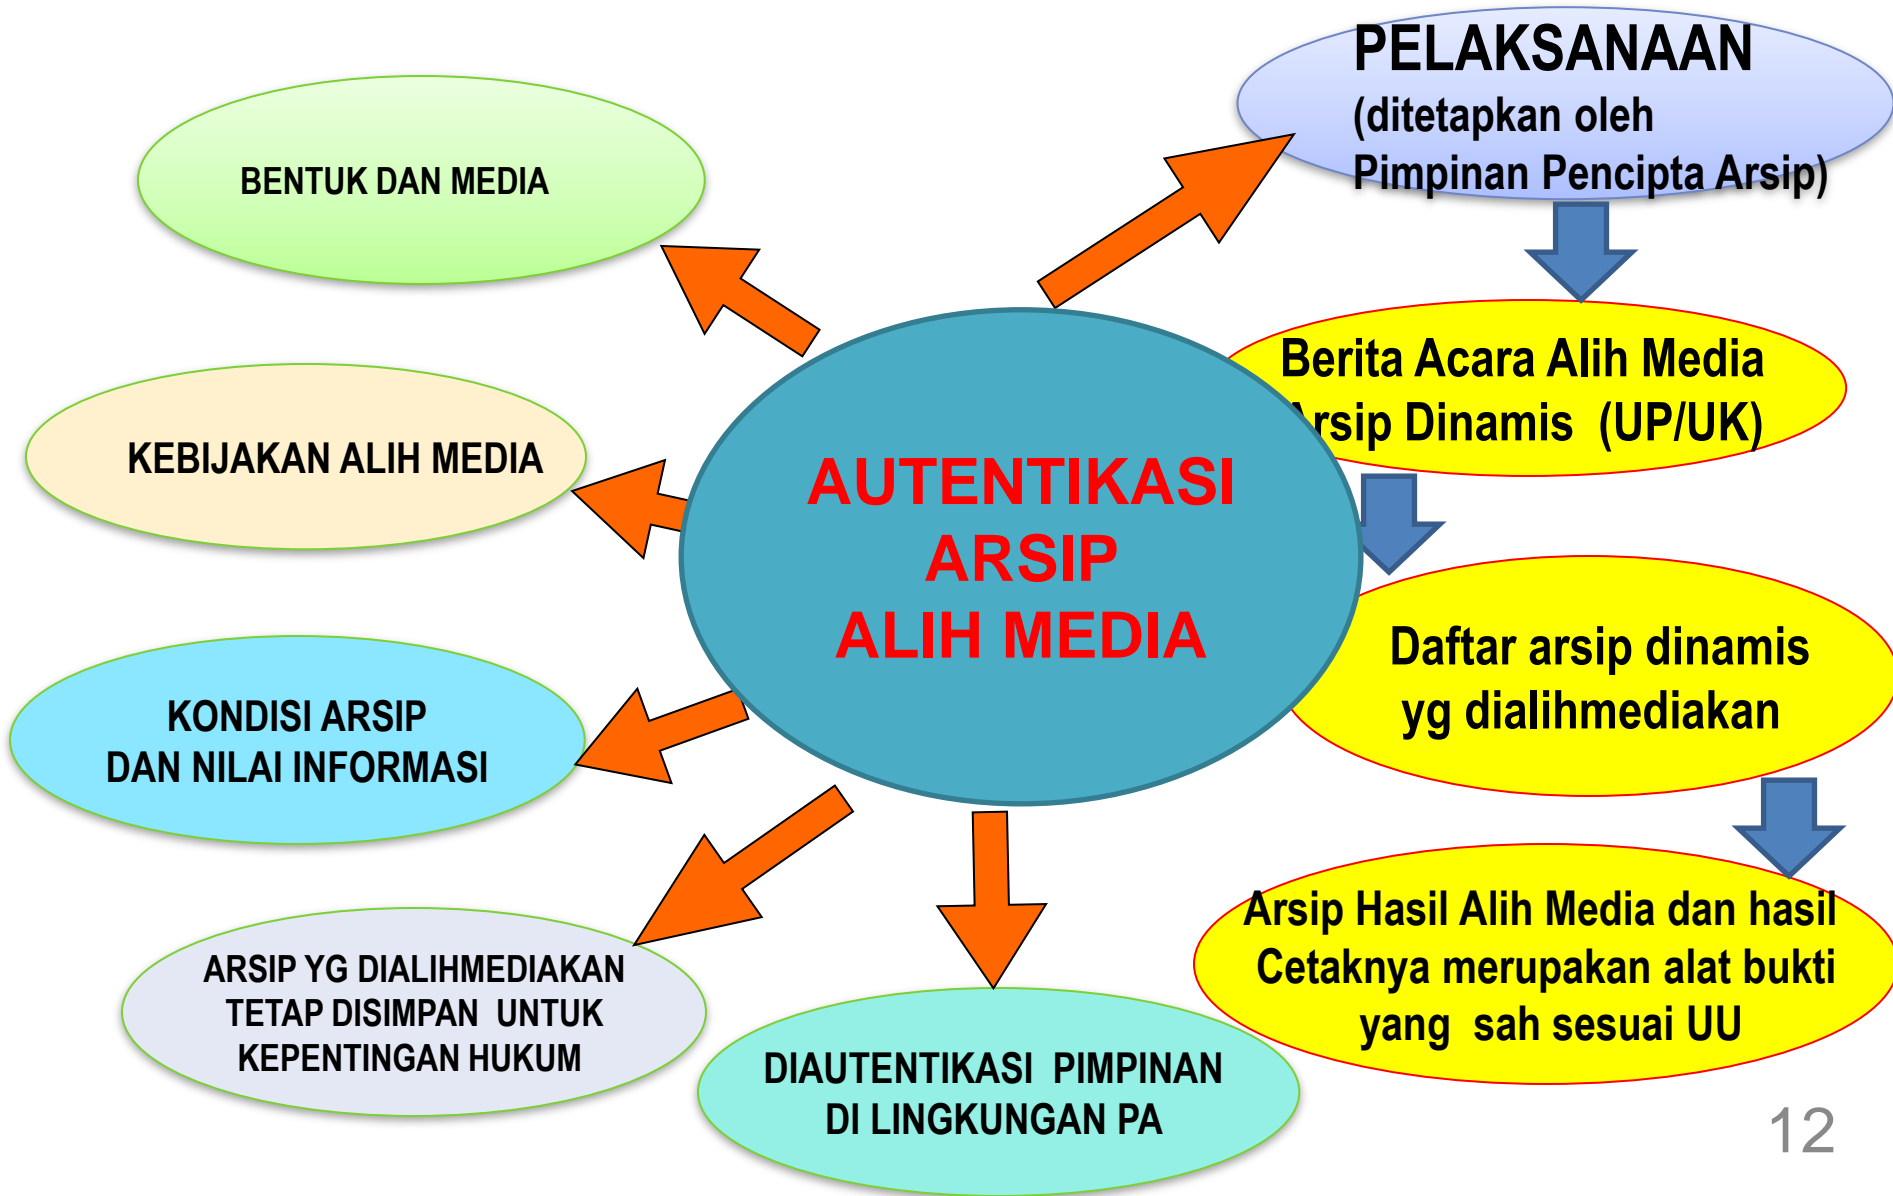 PELAKSANAAN
(ditetapkan oleh
Pimpinan Pencipta Arsip)
BENTUK DAN MEDIA
KEBIJAKAN ALIH MEDIA
KONDISI ARSIP
DAN NILAI INFORMASI
ARSIP YG DIALIHMEDIAKAN
TETAP DISIMPAN UNTUK
KEPENTINGAN HUKUM
DIAUTENTIKASI PIMPINAN
DI LINGKUNGAN PA
AUTENTIKASI
ARSIP
ALIH MEDIA
Berita Acara Alih Media
Arsip Dinamis (UP/UK)
Daftar arsip dinamis
yg dialihmediakan
Arsip Hasil Alih Media dan hasil
Cetaknya merupakan alat bukti
yang sah sesuai UU
12